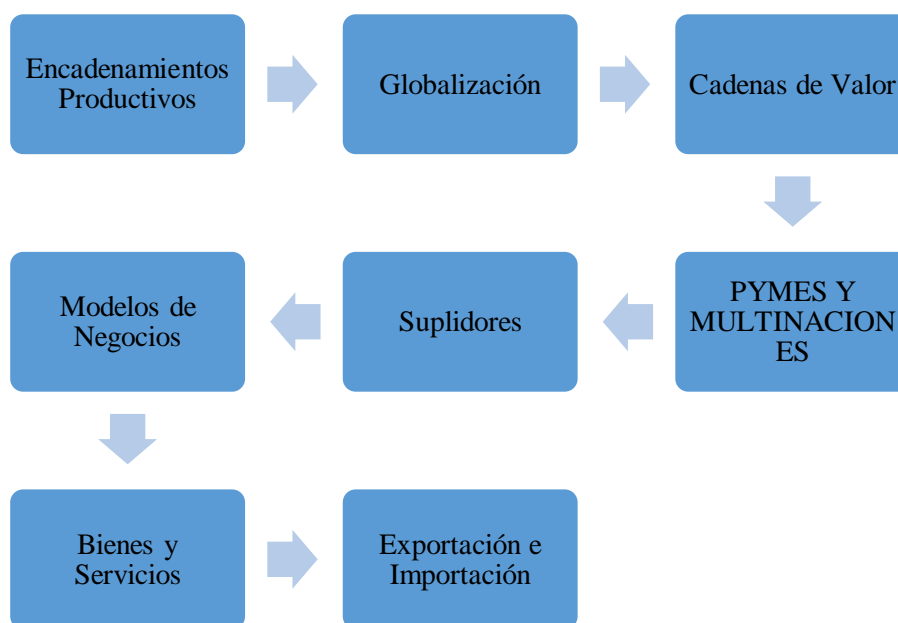 Encadenamientos
Productivos
Globalización
Cadenas de Valor
PYMES Y
MULTINACION
ES
Suplidores
Modelos de
Negocios
Bienes y
Servicios
Exportación e
Importación